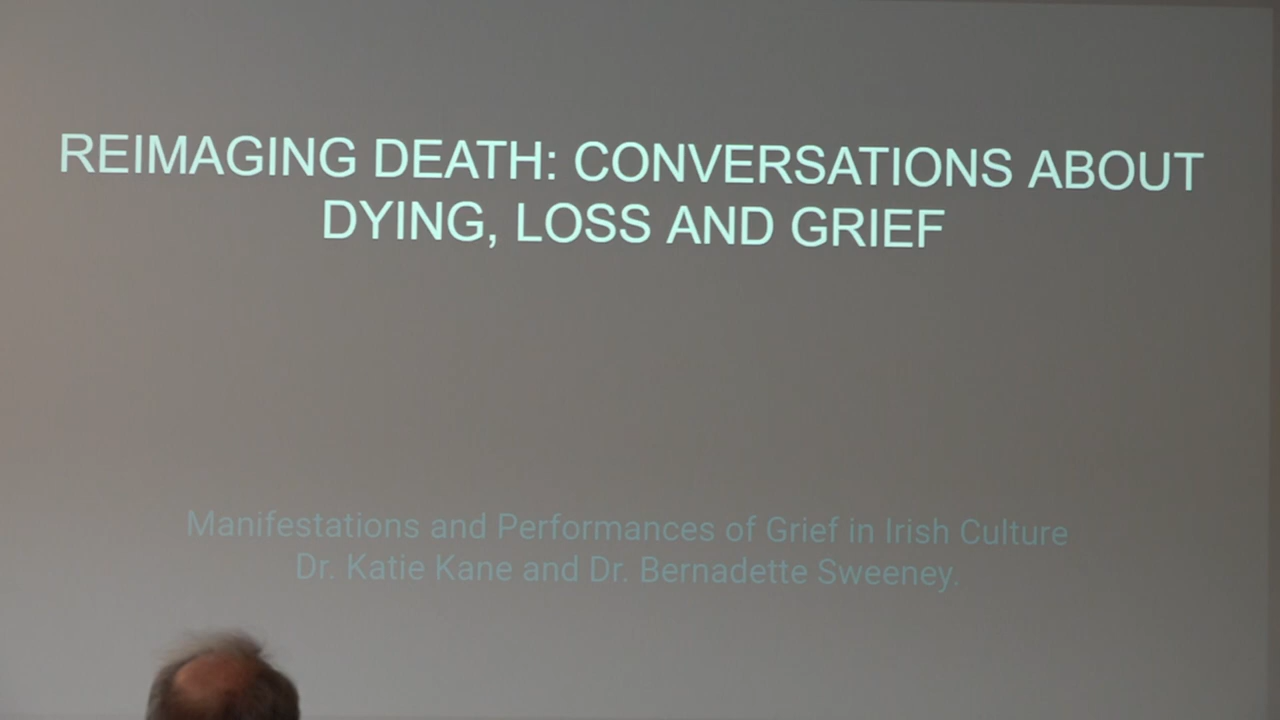 REIMAGING DEATH: CONVERSATIONS ABOUT
DYING, LOSS AND GRIEF
Manifestations and Performances of Grief in Irish Culture
Dr. Katie Kane and Dr. Bernadette Sweeney.